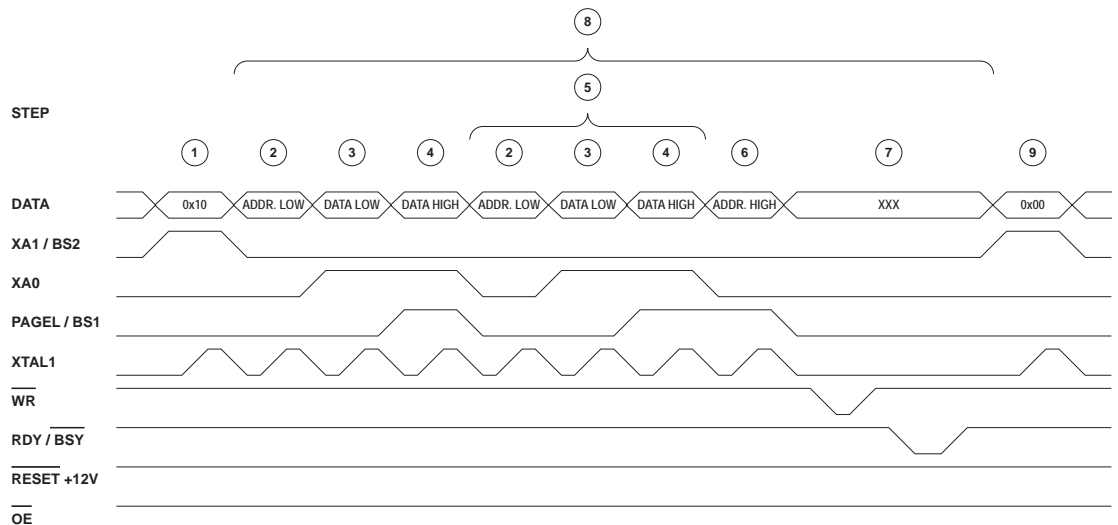 8
5
STEP
1 2 3 4 2 3 4 6 7 9
DATA 0x10 ADDR. LOW DATA LOW DATA HIGH ADDR. LOW DATA LOW DATA HIGH ADDR. HIGH XXX 0x00
XA1 / BS2
XA0
PAGEL / BS1
XTAL1
WR
RDY / BSY
RESET +12V
OE